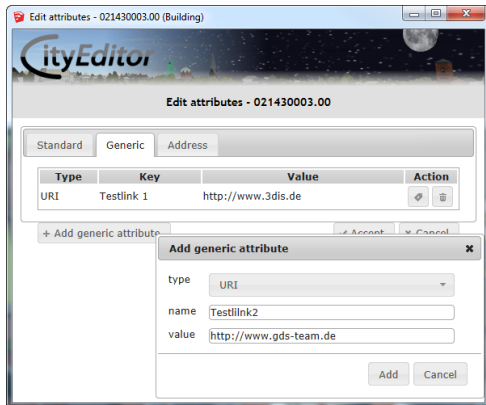 Edit attributes - 021430003.00 (Building)
CityEditor
Edit attributes - 021430003.00
Standard Generic Address
Type Key Value Action
URI Testlink 1 http://www.3dis.de
+ Add generic attribute Accept Cancel
Add generic attribute
type URI
name Testlilnk2
value http://www.gds-team.de
Add Cancel